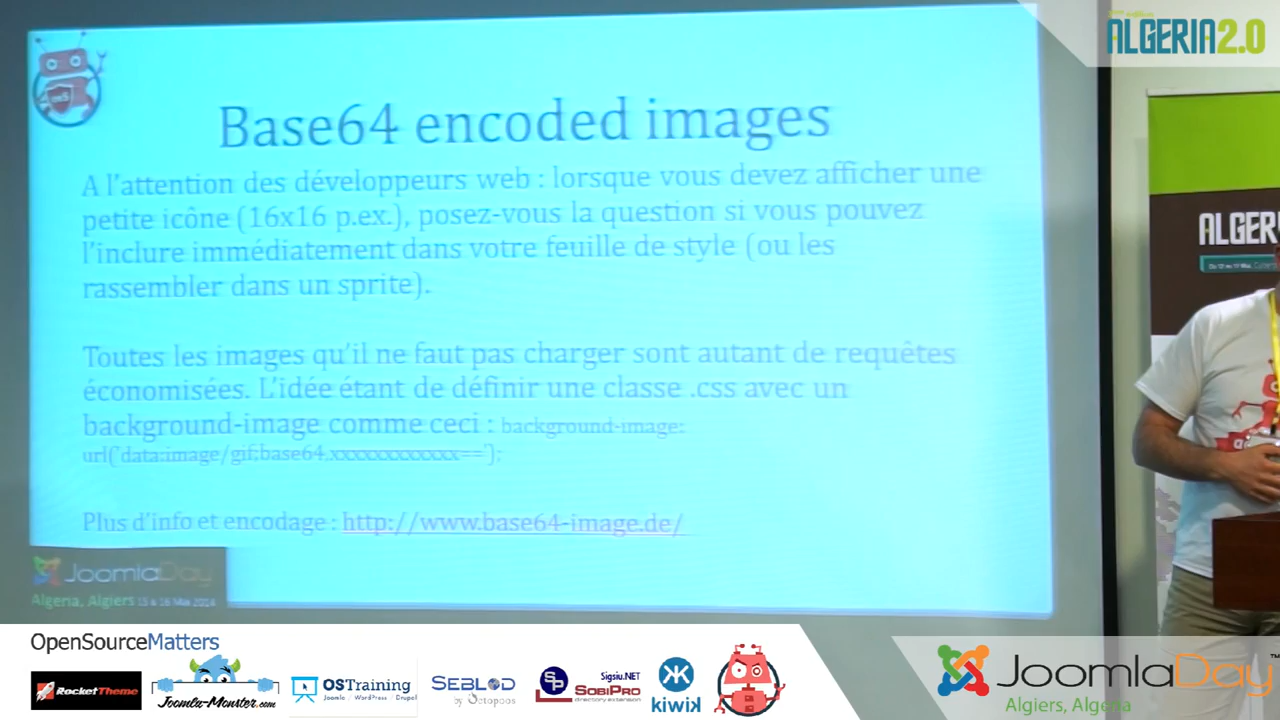 ALGERIA2.0
Base64 encoded images
A l'attention des développeurs web : lorsque vous devez afficher une
petite icône (16x16 p.ex.), posez-vous la question si vous pouvez
l'inclure immédiatement dans votre feuille de style (ou les
rassembler dans un sprite).
Toutes les images qu'il ne faut pas charger sont autant de requêtes
économisées. L'idée étant de définir une classe .css avec un
background-image comme ceci : background-image:
url('data:image/gif;base64,xxxxxxxxxxxxx==');
Plus d'info et encodage : http://www.base64-image.de/
JoomlaDay
Algeria, Algiers 15 & 16 Mai 2014
ALGER
OpenSourceMatters
RocketTheme
Joomla-Monster.com
OSTraining
Joomla - WordPress - Drupal
SEBLOD
by Octopoos
SP
Sigsiu.NET
SobiPro
directory extension
kiwik
JoomlaDay™
Algiers, Algeria